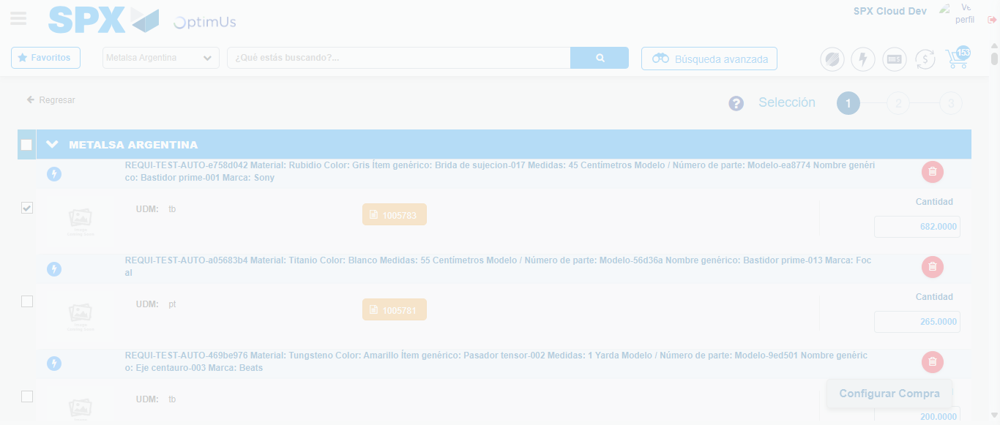 SPX
OptimUs
SPX Cloud Dev
Ve
perfil
Favoritos
Metalsa Argentina
¿Qué estás buscando?...
Búsqueda avanzada
153
Regresar
?
Selección
1
2
3
METALSA ARGENTINA
REQUI-TEST-AUTO-e758d042 Material: Rubidio Color: Gris Ítem genérico: Brida de sujecion-017 Medidas: 45 Centímetros Modelo / Número de parte: Modelo-ea8774 Nombre genéri
co: Bastidor prime-001 Marca: Sony
UDM: tb
1005783
Cantidad
682.0000
REQUI-TEST-AUTO-a05683b4 Material: Titanio Color: Blanco Medidas: 55 Centímetros Modelo / Número de parte: Modelo-56d36a Nombre genérico: Bastidor prime-013 Marca: Foc
al
UDM: pt
1005781
Cantidad
265.0000
REQUI-TEST-AUTO-469be976 Material: Tungsteno Color: Amarillo Ítem genérico: Pasador tensor-002 Medidas: 1 Yarda Modelo / Número de parte: Modelo-9ed501 Nombre genéric
o: Eje centauro-003 Marca: Beats
UDM: tb
Configurar Compra
200.0000